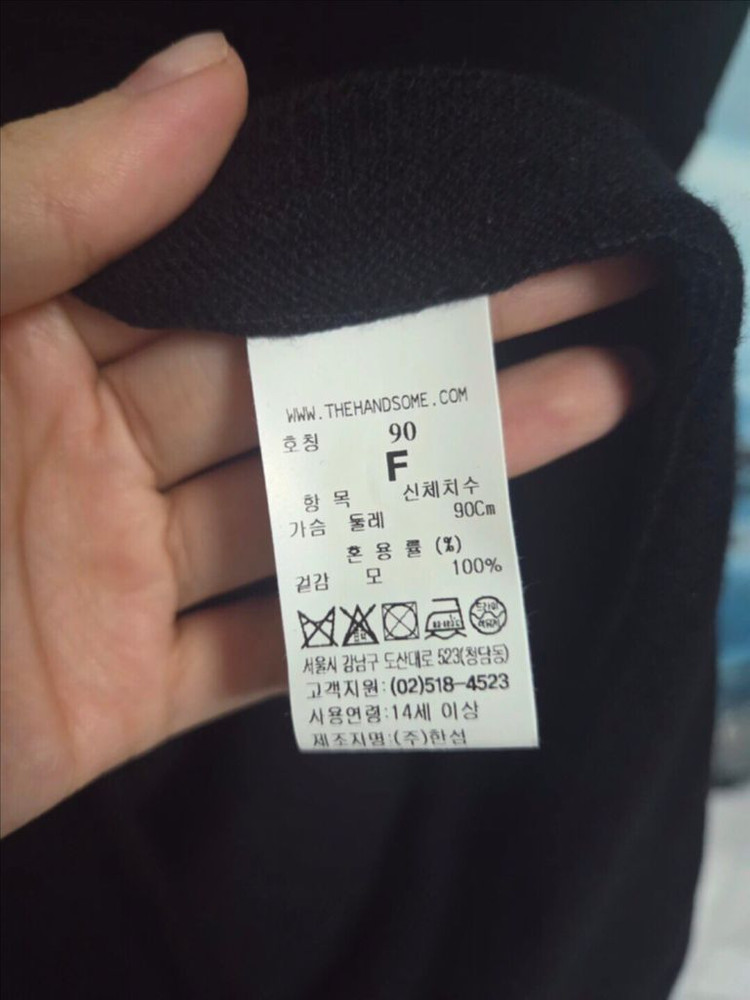 WWW.THEHANDSOME.COM
호칭 90
F
항 목 신체치수
가슴 둘레 90Cm
혼 용 률 (%)
겉감 모 100%
드라이
서울시 강남구 도산대로 523(청담동)
고객지원:(02)518-4523
사용연령:14세 이상
제조자명:(주)한섬